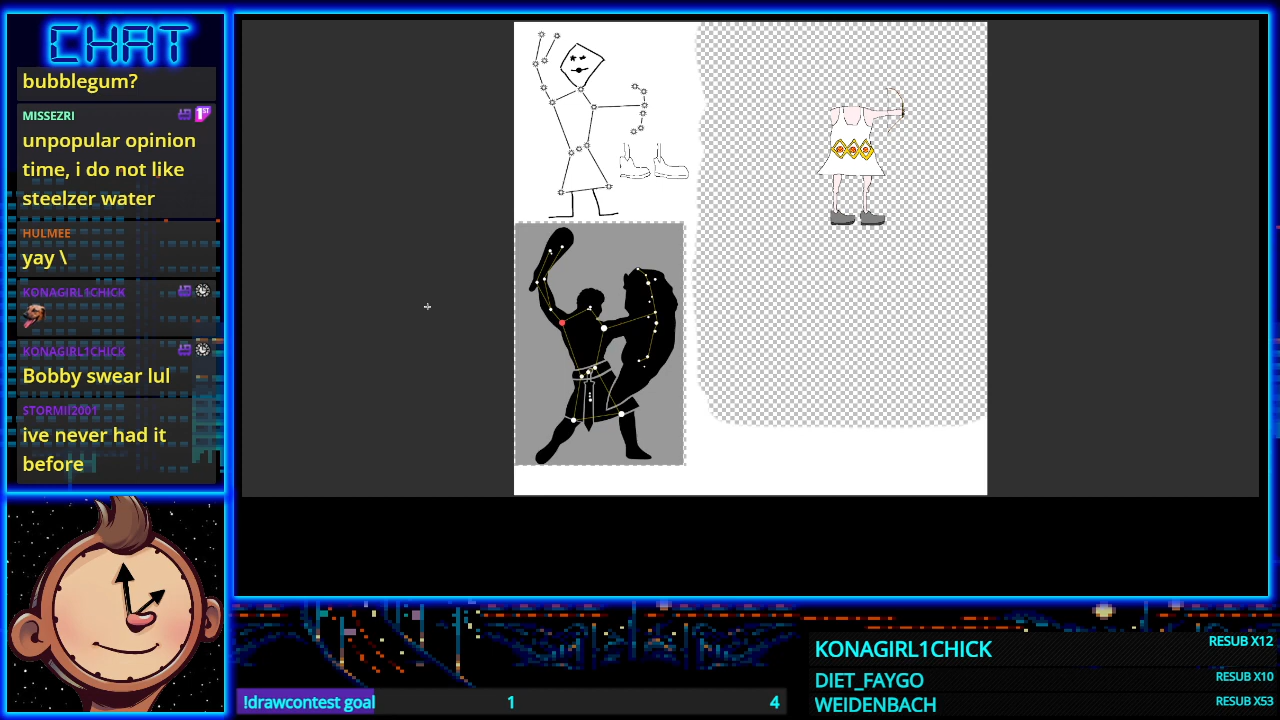 CHAT
bubblegum?
MISSEZRI
1ST
unpopular opinion
time, i do not like
steelzer water
HULMEE
yay \
KONAGIRL1CHICK
KONAGIRL1CHICK
Bobby swear lul
STORMII2001
ive never had it
before
!drawcontest goal 1 4
KONAGIRL1CHICK RESUB X12
DIET_FAYGO RESUB X10
WEIDENBACH RESUB X53